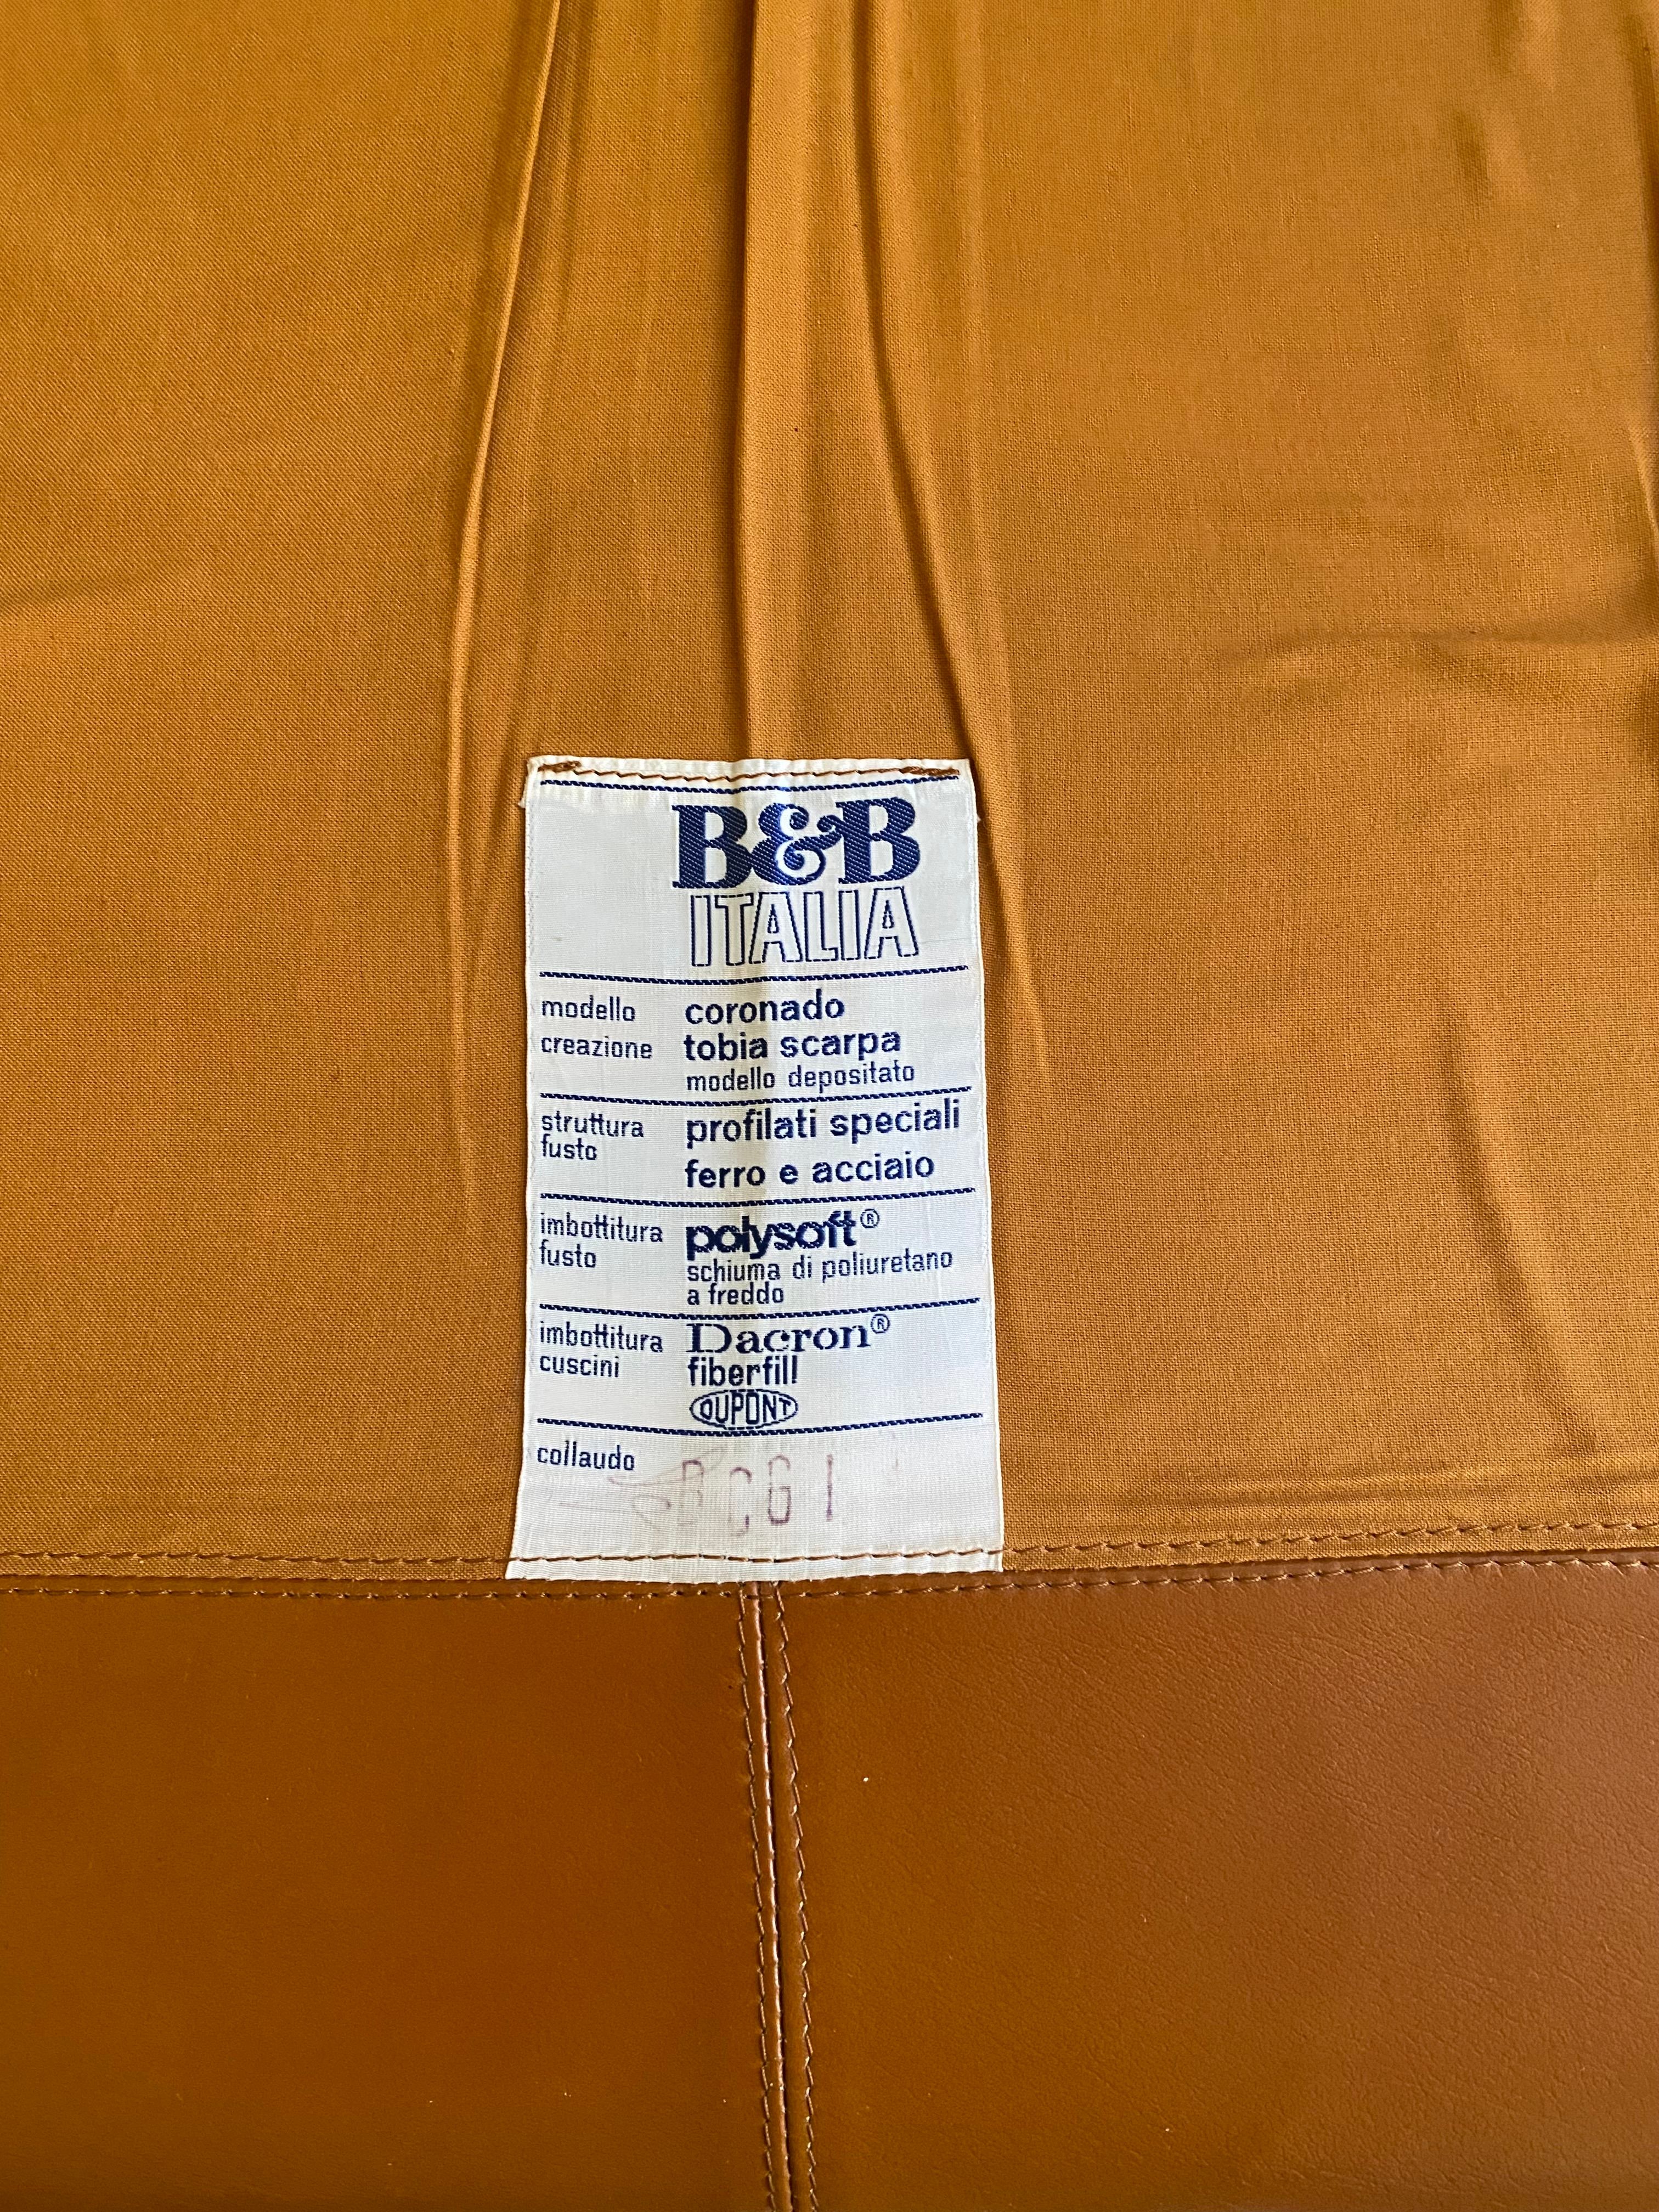 B&B
ITALIA
modello coronado
creazione tobia scarpa
modello depositato
struttura fusto profilati speciali
ferro e acciaio
imbottitura fusto polysoft®
schiuma di poliuretano
a freddo
imbottitura cuscini Dacron®
fiberfill
DUPONT
collaudo